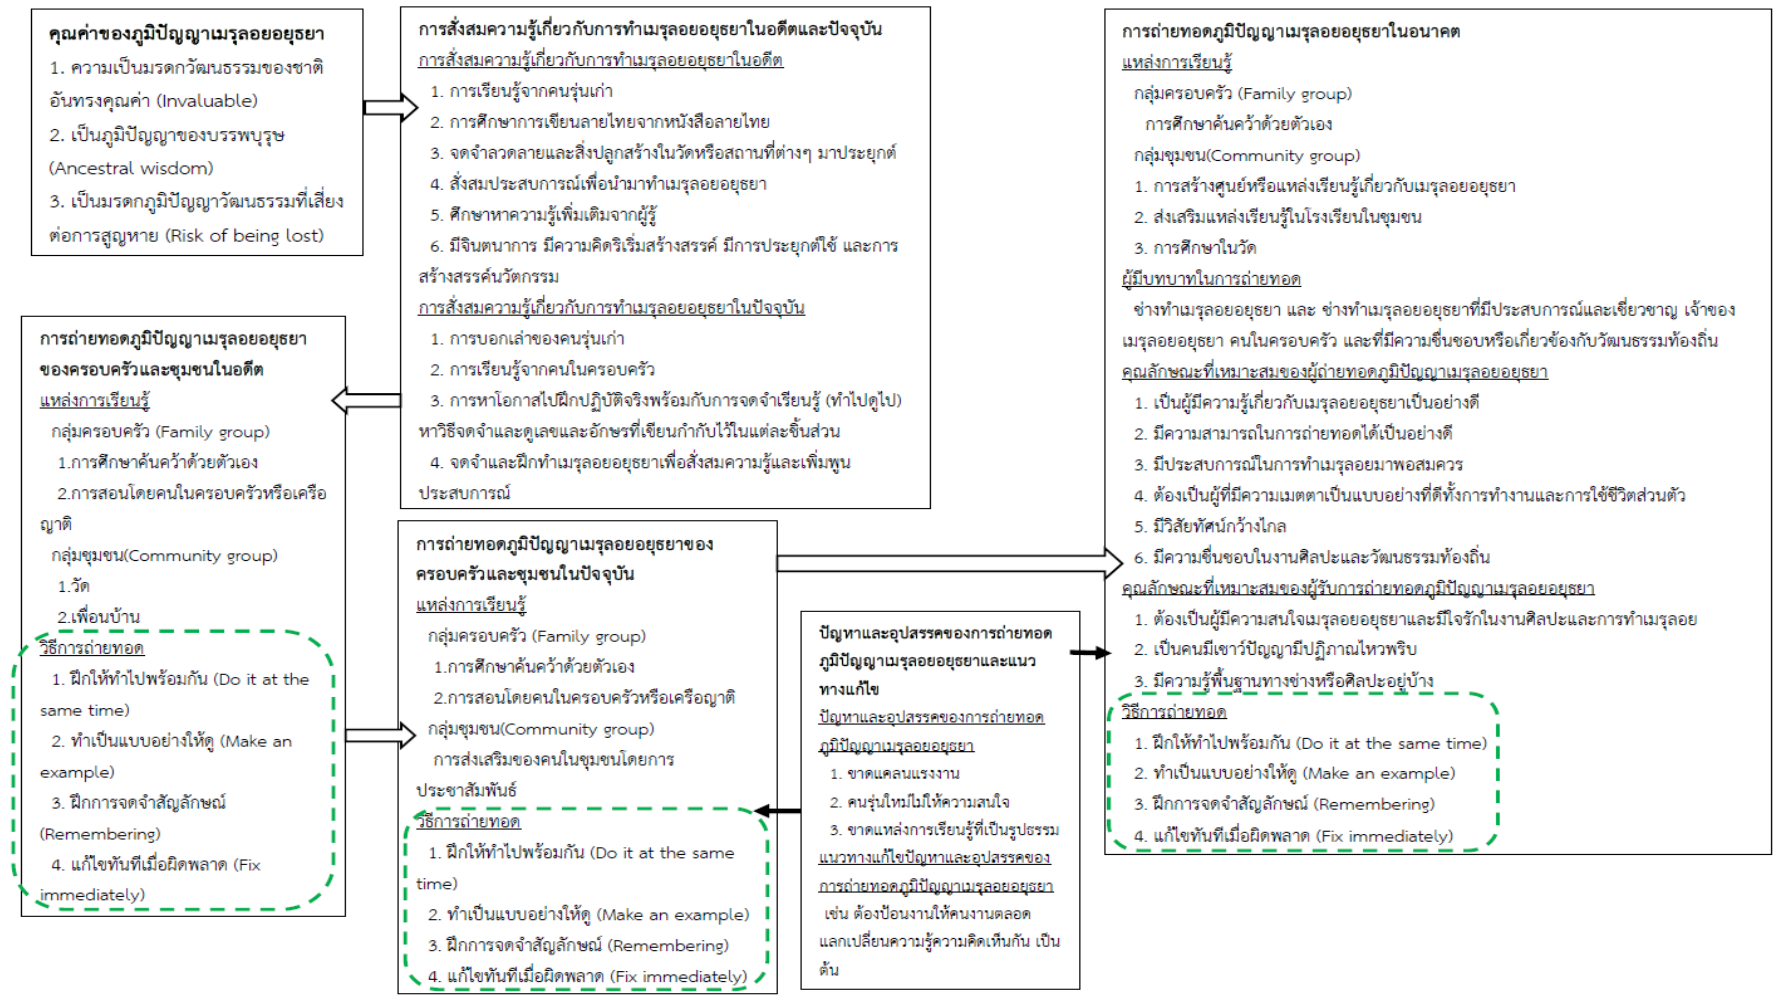 คุณค่าของภูมิปัญญาเมรุลอยอยุธยา
1. ความเป็นมรดกวัฒนธรรมของชาติ
อันทรงคุณค่า (Invaluable)
2. เป็นภูมิปัญญาของบรรพบุรุษ
(Ancestral wisdom)
3. เป็นมรดกภูมิปัญญาวัฒนธรรมที่เสี่ยง
ต่อการสูญหาย (Risk of being lost)
การสั่งสมความรู้เกี่ยวกับการทำเมรุลอยอยุธยาในอดีตและปัจจุบัน
การสั่งสมความรู้เกี่ยวกับการทำเมรุลอยอยุธยาในอดีต
1. การเรียนรู้จากคนรุ่นเก่า
2. การศึกษาการเขียนลายไทยจากหนังสือลายไทย
3. จดจำลวดลายและสิ่งปลูกสร้างในวัดหรือสถานที่ต่างๆ มาประยุกต์
4. สั่งสมประสบการณ์เพื่อนำมาทำเมรุลอยอยุธยา
5. ศึกษาหาความรู้เพิ่มเติมจากผู้รู้
6. มีจินตนาการ มีความคิดริเริ่มสร้างสรรค์ มีการประยุกต์ใช้ และการ
สร้างสรรค์นวัตกรรม
การสั่งสมความรู้เกี่ยวกับการทำเมรุลอยอยุธยาในปัจจุบัน
1. การบอกเล่าของคนรุ่นเก่า
2. การเรียนรู้จากคนในครอบครัว
3. การหาโอกาสไปฝึกปฏิบัติจริงพร้อมกับการจดจำเรียนรู้ (ทำไปดูไป)
หาวิธีจดจำและดูเลขและอักษรที่เขียนกำกับไว้ในแต่ละชิ้นส่วน
4. จดจำและฝึกทำเมรุลอยอยุธยาเพื่อสั่งสมความรู้และเพิ่มพูน
ประสบการณ์
การถ่ายทอดภูมิปัญญาเมรุลอยอยุธยา
ของครอบครัวและชุมชนในอดีต
แหล่งการเรียนรู้
กลุ่มครอบครัว (Family group)
1.การศึกษาค้นคว้าด้วยตัวเอง
2.การสอนโดยคนในครอบครัวหรือเครือ
ญาติ
กลุ่มชุมชน(Community group)
1.วัด
2.เพื่อนบ้าน
วิธีการถ่ายทอด
1. ฝึกให้ทำไปพร้อมกัน (Do it at the
same time)
2. ทำเป็นแบบอย่างให้ดู (Make an
example)
3. ฝึกการจดจำสัญลักษณ์
(Remembering)
4. แก้ไขทันทีเมื่อผิดพลาด (Fix
immediately)
การถ่ายทอดภูมิปัญญาเมรุลอยอยุธยาของ
ครอบครัวและชุมชนในปัจจุบัน
แหล่งการเรียนรู้
กลุ่มครอบครัว (Family group)
1.การศึกษาค้นคว้าด้วยตัวเอง
2.การสอนโดยคนในครอบครัวหรือเครือญาติ
กลุ่มชุมชน(Community group)
การส่งเสริมของคนในชุมชนโดยการ
ประชาสัมพันธ์
วิธีการถ่ายทอด
1. ฝึกให้ทำไปพร้อมกัน (Do it at the same
time)
2. ทำเป็นแบบอย่างให้ดู (Make an example)
3. ฝึกการจดจำสัญลักษณ์ (Remembering)
4. แก้ไขทันทีเมื่อผิดพลาด (Fix immediately)
ปัญหาและอุปสรรคของการถ่ายทอด
ภูมิปัญญาเมรุลอยอยุธยาและแนว
ทางแก้ไข
ปัญหาและอุปสรรคของการถ่ายทอด
ภูมิปัญญาเมรุลอยอยุธยา
1. ขาดแคลนแรงงาน
2. คนรุ่นใหม่ไม่ให้ความสนใจ
3. ขาดแหล่งการเรียนรู้ที่เป็นรูปธรรม
แนวทางแก้ไขปัญหาและอุปสรรคของ
การถ่ายทอดภูมิปัญญาเมรุลอยอยุธยา
เช่น ต้องป้อนงานให้คนงานตลอด
แลกเปลี่ยนความรู้ความคิดเห็นกัน เป็น
ต้น
การถ่ายทอดภูมิปัญญาเมรุลอยอยุธยาในอนาคต
แหล่งการเรียนรู้
กลุ่มครอบครัว (Family group)
การศึกษาค้นคว้าด้วยตัวเอง
กลุ่มชุมชน(Community group)
1. การสร้างศูนย์หรือแหล่งเรียนรู้เกี่ยวกับเมรุลอยอยุธยา
2. ส่งเสริมแหล่งเรียนรู้ในโรงเรียนในชุมชน
3. การศึกษาในวัด
ผู้มีบทบาทในการถ่ายทอด
ช่างทำเมรุลอยอยุธยา และ ช่างทำเมรุลอยอยุธยาที่มีประสบการณ์และเชี่ยวชาญ เจ้าของ
เมรุลอยอยุธยา คนในครอบครัว และที่มีความชื่นชอบหรือเกี่ยวข้องกับวัฒนธรรมท้องถิ่น
คุณลักษณะที่เหมาะสมของผู้ถ่ายทอดภูมิปัญญาเมรุลอยอยุธยา
1. เป็นผู้มีความรู้เกี่ยวกับเมรุลอยอยุธยาเป็นอย่างดี
2. มีความสามารถในการถ่ายทอดได้เป็นอย่างดี
3. มีประสบการณ์ในการทำเมรุลอยมาพอสมควร
4. ต้องเป็นผู้ที่มีความเมตตาเป็นแบบอย่างที่ดีทั้งการทำงานและการใช้ชีวิตส่วนตัว
5. มีวิสัยทัศน์กว้างไกล
6. มีความชื่นชอบในงานศิลปะและวัฒนธรรมท้องถิ่น
คุณลักษณะที่เหมาะสมของผู้รับการถ่ายทอดภูมิปัญญาเมรุลอยอยุธยา
1. ต้องเป็นผู้มีความสนใจเมรุลอยอยุธยาและมีใจรักในงานศิลปะและการทำเมรุลอย
2. เป็นคนมีเชาว์ปัญญามีปฏิภาณไหวพริบ
3. มีความรู้พื้นฐานทางช่างหรือศิลปะอยู่บ้าง
วิธีการถ่ายทอด
1. ฝึกให้ทำไปพร้อมกัน (Do it at the same time)
2. ทำเป็นแบบอย่างให้ดู (Make an example)
3. ฝึกการจดจำสัญลักษณ์ (Remembering)
4. แก้ไขทันทีเมื่อผิดพลาด (Fix immediately)